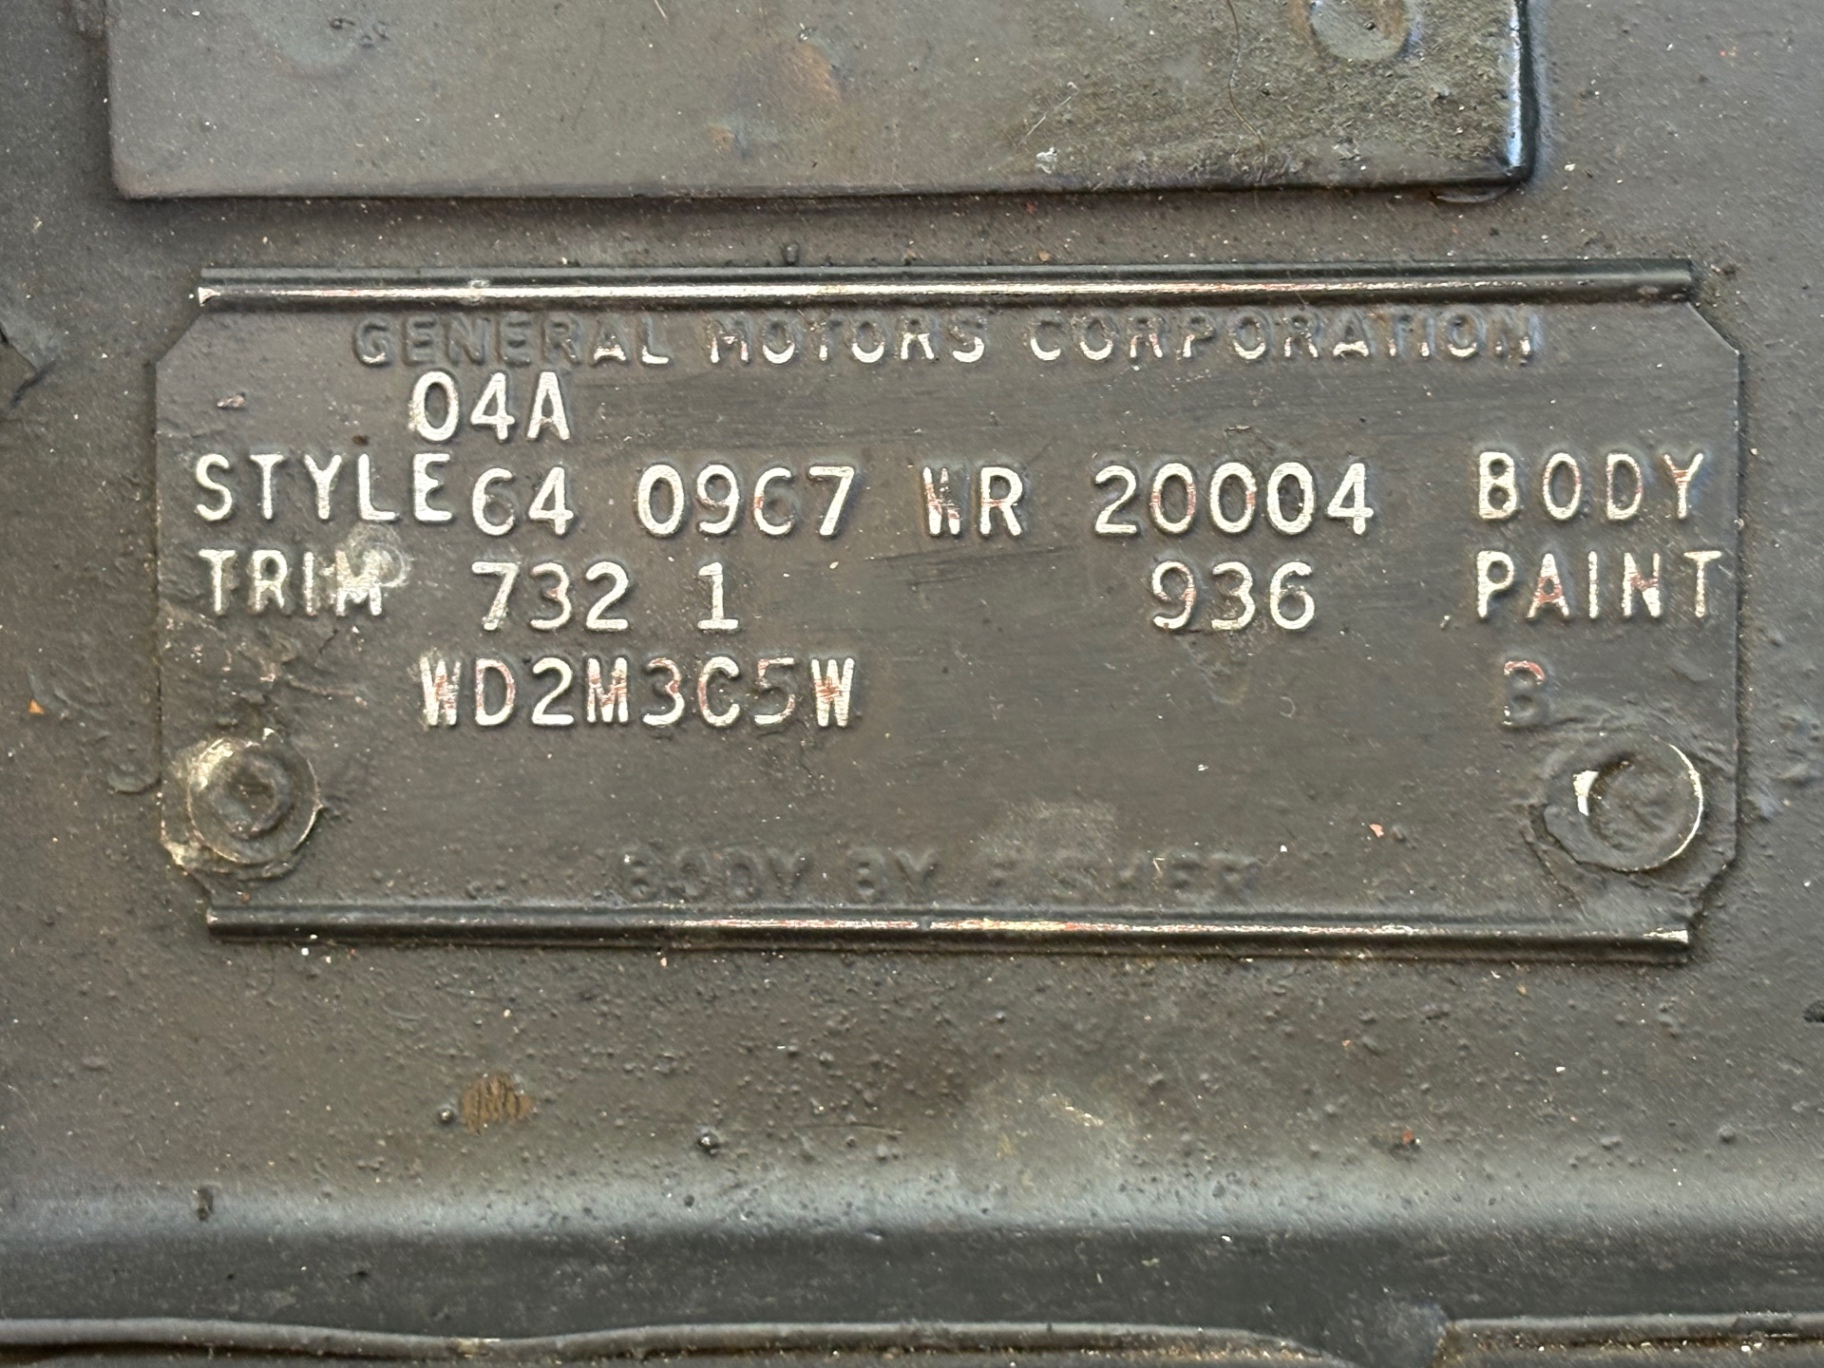 GENERAL MOTORS CORPORATION
04A
STYLE 64 0967 WR 20004 BODY
TRIM 732 1 936 PAINT
WD2M3C5W B
BODY BY FISHER